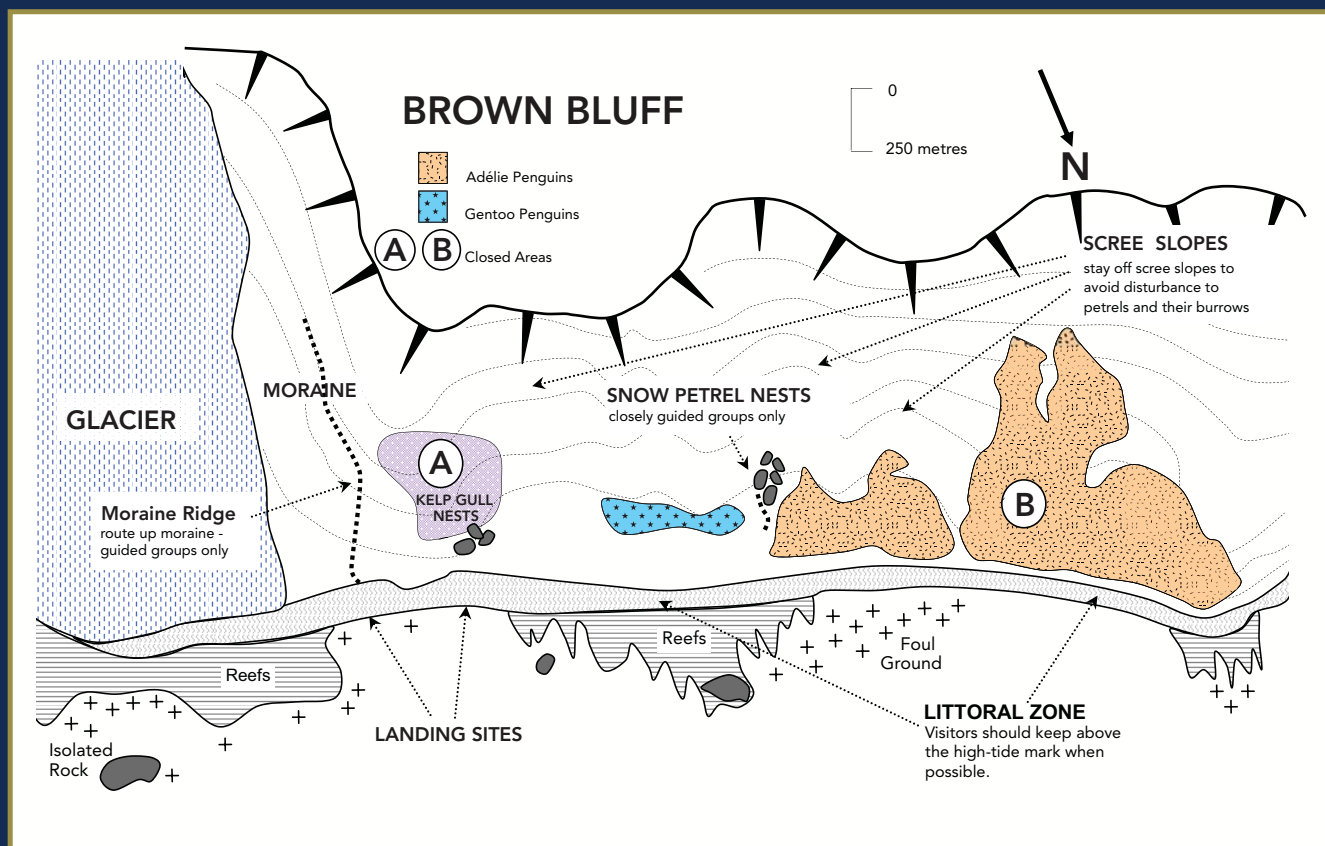 BROWN BLUFF
0
250 metres
N
Adélie Penguins
Gentoo Penguins
A B Closed Areas
SCREE SLOPES
stay off scree slopes to
avoid disturbance to
petrels and their burrows
MORAINE
GLACIER
SNOW PETREL NESTS
closely guided groups only
A
KELP GULL
NESTS
B
Moraine Ridge
route up moraine -
guided groups only
Reefs
Reefs
Foul
Ground
LANDING SITES
LITTORAL ZONE
Visitors should keep above
the high-tide mark when
possible.
Isolated
Rock